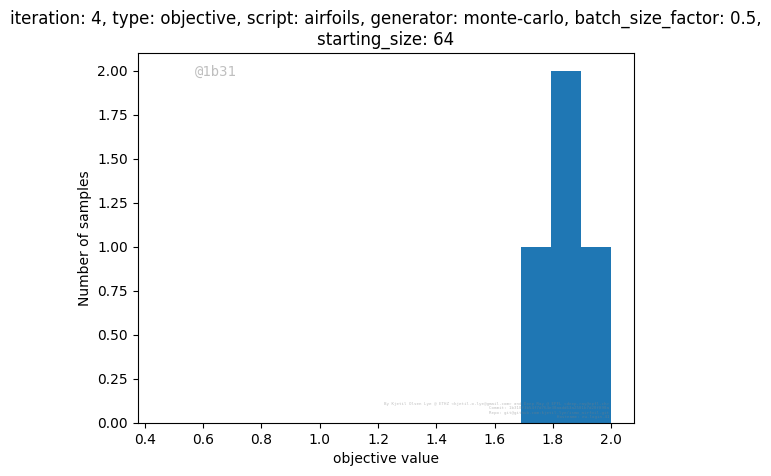 iteration: 4, type: objective, script: airfoils, generator: monte-carlo, batch_size_factor: 0.5,
starting_size: 64
@1b31
2.00
1.75
1.50
1.25
1.00
0.75
0.50
0.25
0.00
Number of samples
0.4 0.6 0.8 1.0 1.2 1.4 1.6 1.8 2.0
objective value